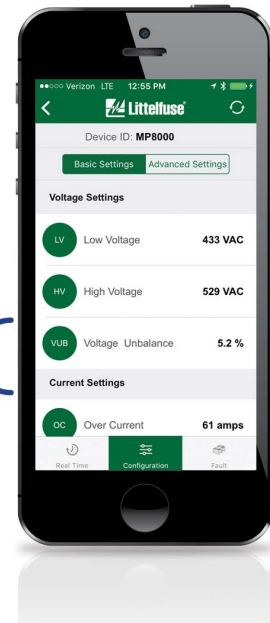 ●●○○○ Verizon LTE 12:55 PM
Littelfuse®
Device ID: MP8000
Basic Settings Advanced Settings
Voltage Settings
LV Low Voltage 433 VAC
HV High Voltage 529 VAC
VUB Voltage Unbalance 5.2 %
Current Settings
OC Over Current 61 amps
Real Time Configuration Fault